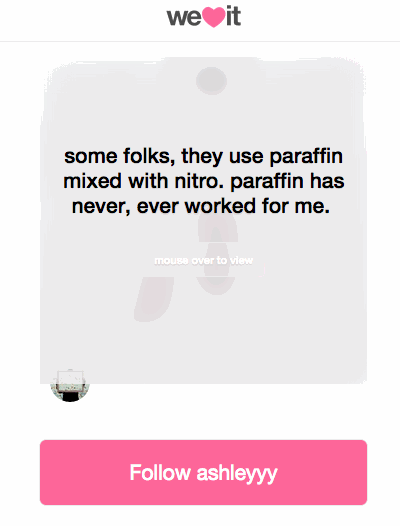 we♥it
some folks, they use paraffin
mixed with nitro. paraffin has
never, ever worked for me.
mouse over to view
Follow ashleyyy